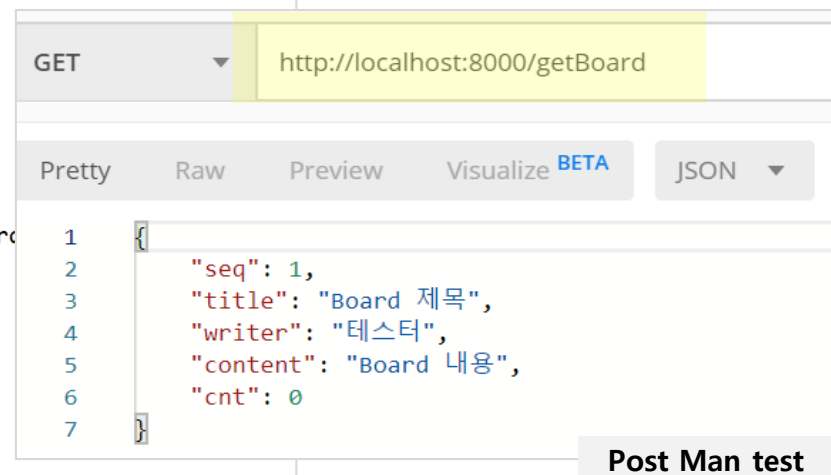 GET http://localhost:8000/getBoard
Pretty Raw Preview Visualize BETA JSON
1 {
2 "seq": 1,
3 "title": "Board 제목",
4 "writer": "테스터",
5 "content": "Board 내용",
6 "cnt": 0
7 }
Post Man test